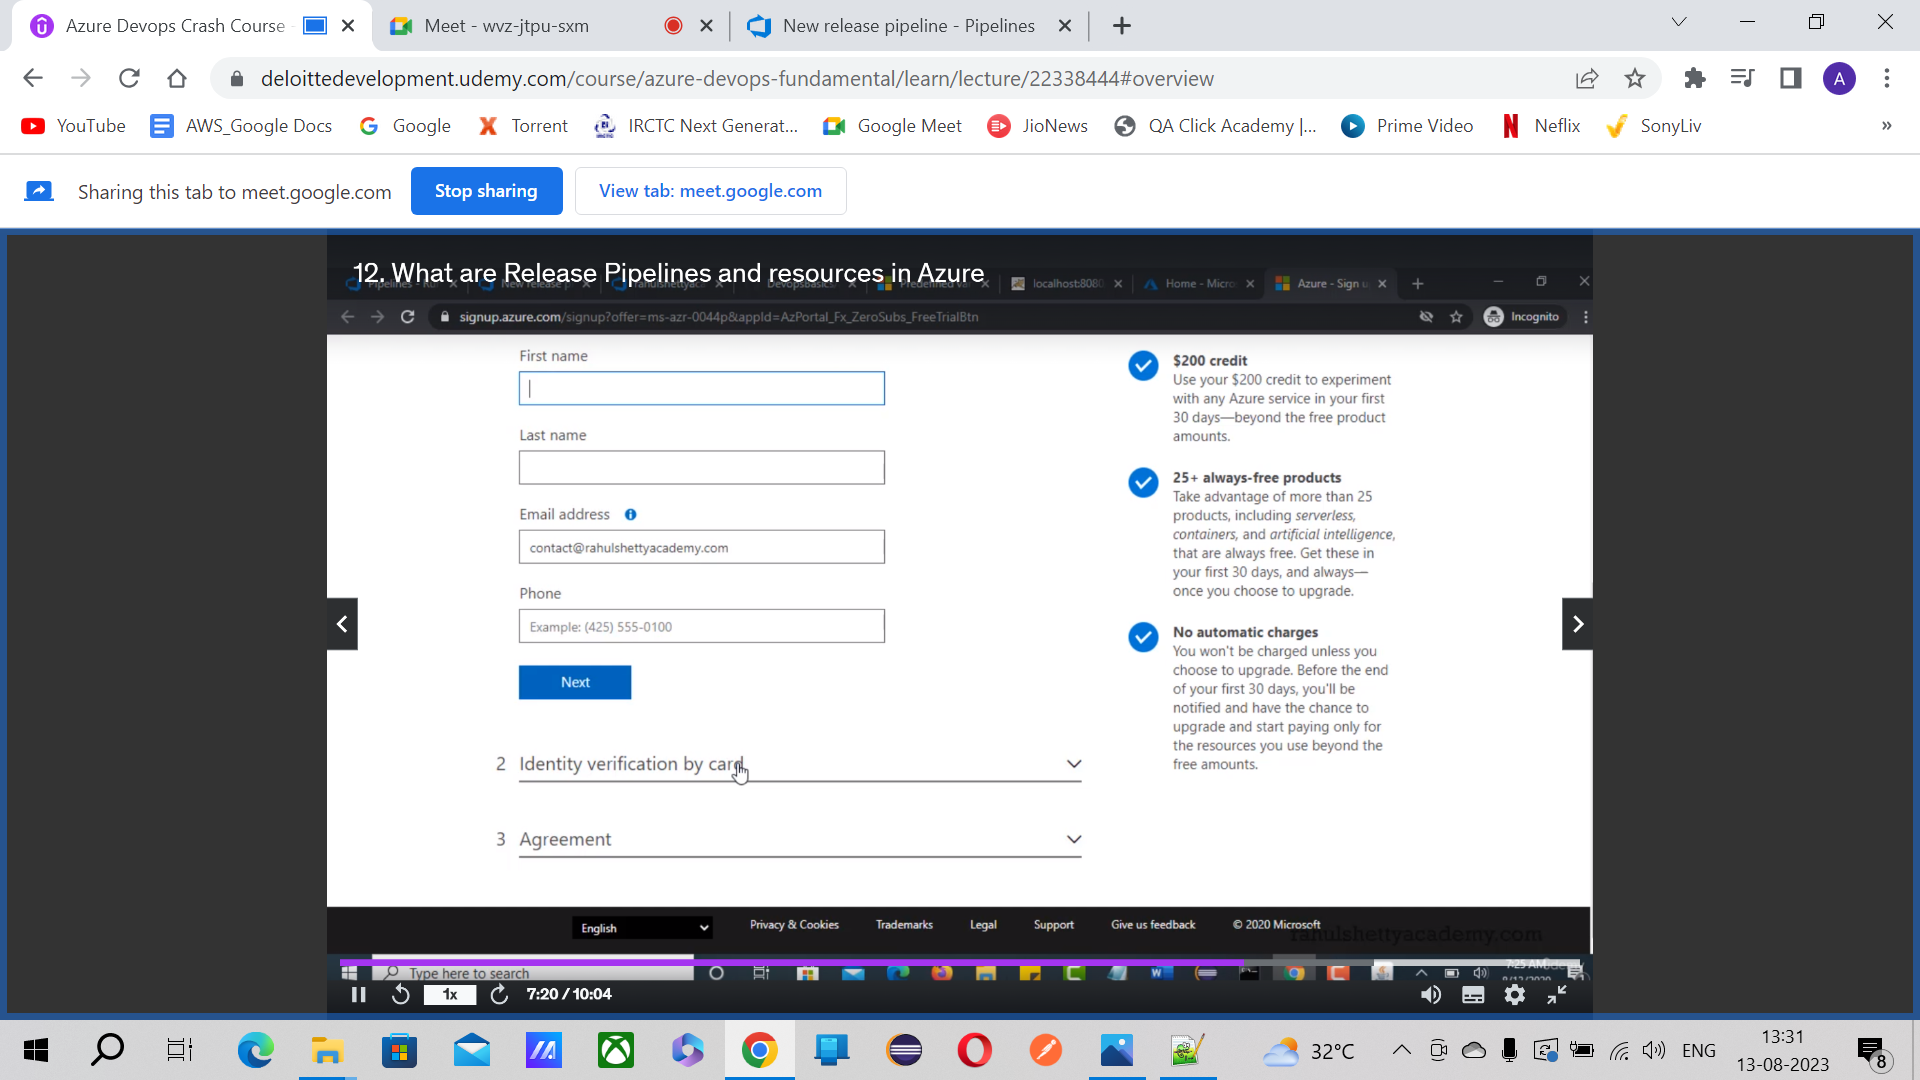 Azure Devops Crash Course
Meet - wvz-jtpu-sxm
New release pipeline - Pipelines
deloittedevelopment.udemy.com/course/azure-devops-fundamental/learn/lecture/22338444#overview
A
YouTube
AWS_Google Docs
Google
Torrent
IRCTC Next Generat...
Google Meet
JioNews
QA Click Academy |...
Prime Video
Neflix
SonyLiv
»
Sharing this tab to meet.google.com
Stop sharing
View tab: meet.google.com
12. What are Release Pipelines and resources in Azure
localhost:8080
Home - Micro
Azure - Sign u
signup.azure.com/signup?offer=ms-azr-0044p&appId=AzPortal_Fx_ZeroSubs_FreeTrialBtn
Incognito
First name
Last name
Email address
contact@rahulshettyacademy.com
Phone
Example: (425) 555-0100
Next
2 Identity verification by card
3 Agreement
$200 credit
Use your $200 credit to experiment
with any Azure service in your first
30 days—beyond the free product
amounts.
25+ always-free products
Take advantage of more than 25
products, including serverless,
containers, and artificial intelligence,
that are always free. Get these in
your first 30 days, and always—
once you choose to upgrade.
No automatic charges
You won't be charged unless you
choose to upgrade. Before the end
of your first 30 days, you'll be
notified and have the chance to
upgrade and start paying only for
the resources you use beyond the
free amounts.
English
Privacy & Cookies
Trademarks
Legal
Support
Give us feedback
© 2020 Microsoft
rahulshettyacademy.com
Type here to search
7:25 AM
1x
7:20 / 10:04
32°C
ENG
13:31
13-08-2023
8